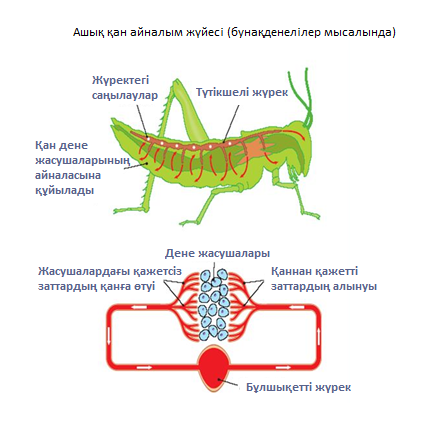 Ашық қан айналым жүйесі (бунақденелілер мысалында)
Жүректегі
саңылаулар
Түтікшелі жүрек
Қан дене
жасушаларының
айналасына
құйылады
Дене жасушалары
Жасушалардағы қажетсіз
заттардың қанға өтуі
Қаннан қажетті
заттардың алынуы
Бұлшықетті жүрек